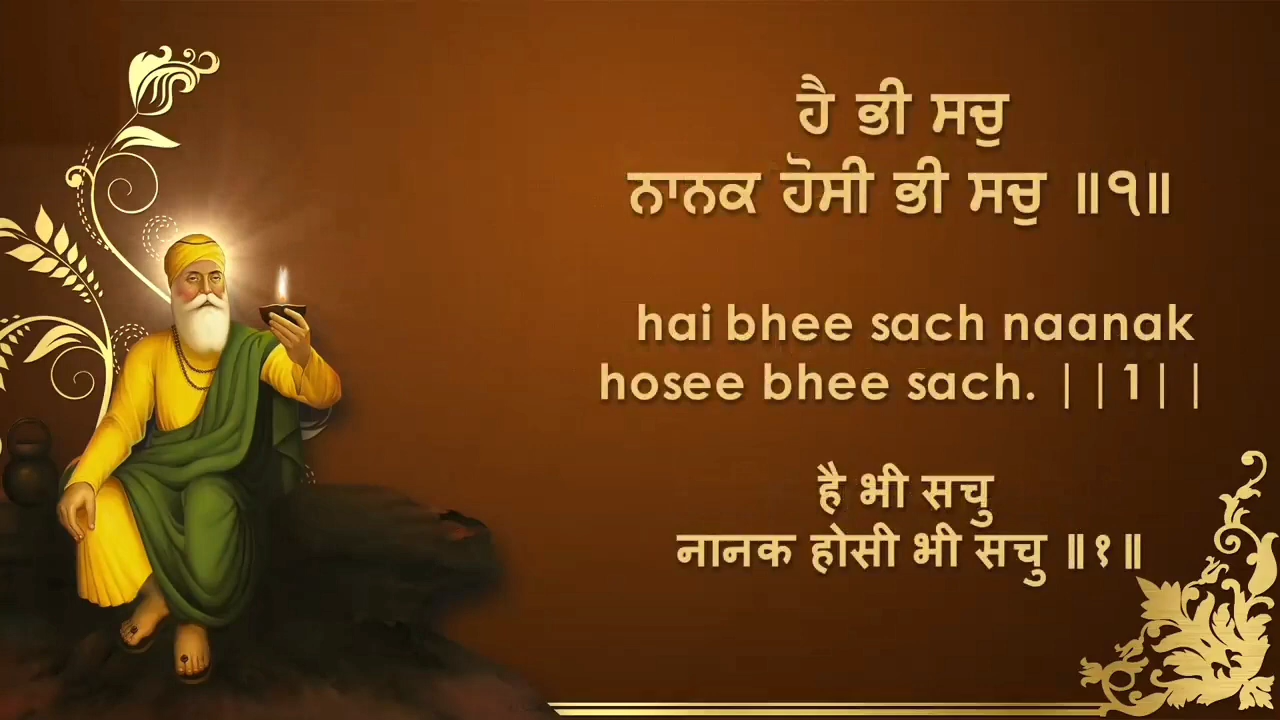 ਹੈ ਭੀ ਸਚੁ
ਨਾਨਕ ਹੋਸੀ ਭੀ ਸਚੁ ॥੧॥
hai bhee sach naanak
hosee bhee sach. ||1||
है भी सचु
नानक होसी भी सचु ॥१॥